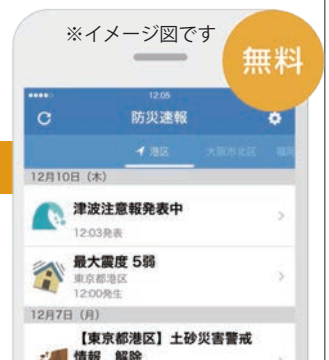 ※イメージ図です
無料
12:05
防災速報
港区
大阪市北区
福岡
12月10日（木）
津波注意報発表中
12:03発表
最大震度 5弱
東京都港区
12:00発生
12月7日（月）
【東京都港区】土砂災害警戒
情報 解除